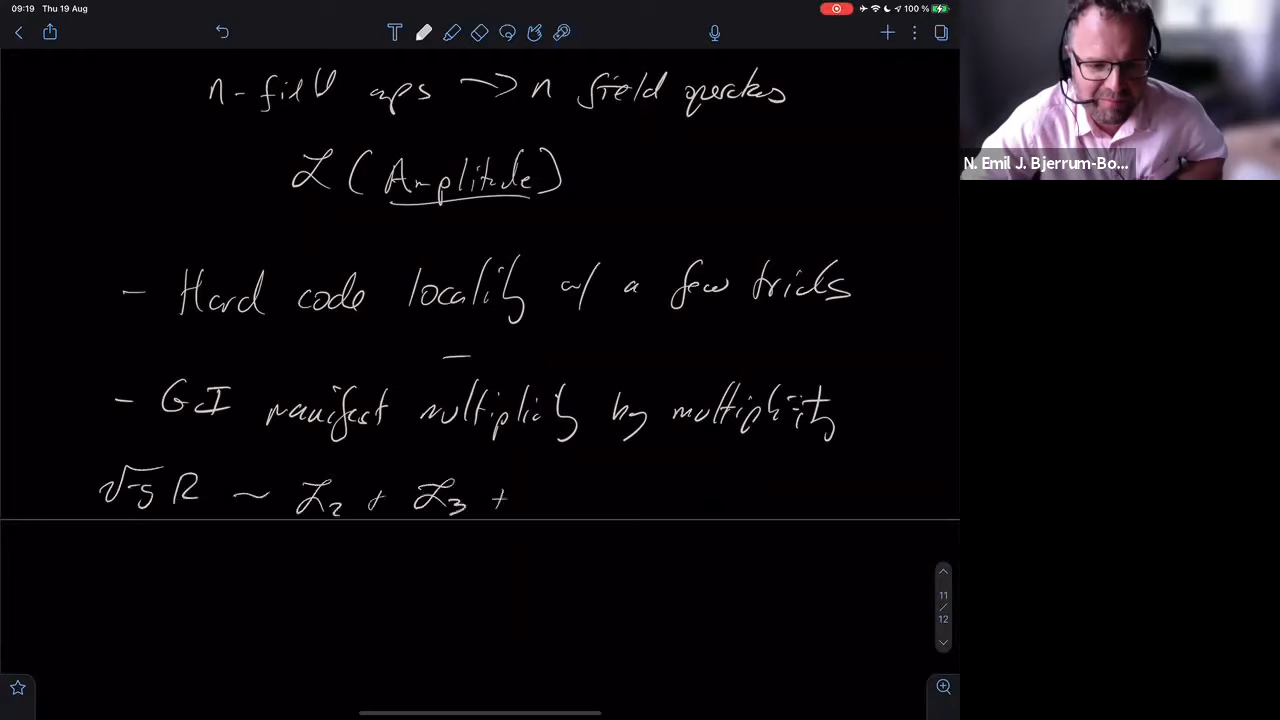 09:19 Thu 19 Aug
100 %
n-field amps → n field operators
ℒ (Amplitude)
- Hard code locality w/ a few tricks
- GI manifest multiplicity by multiplicity
√-g R ~ ℒ₂ + ℒ₃ +
11
/
12
N. Emil J. Bjerrum-Bo...